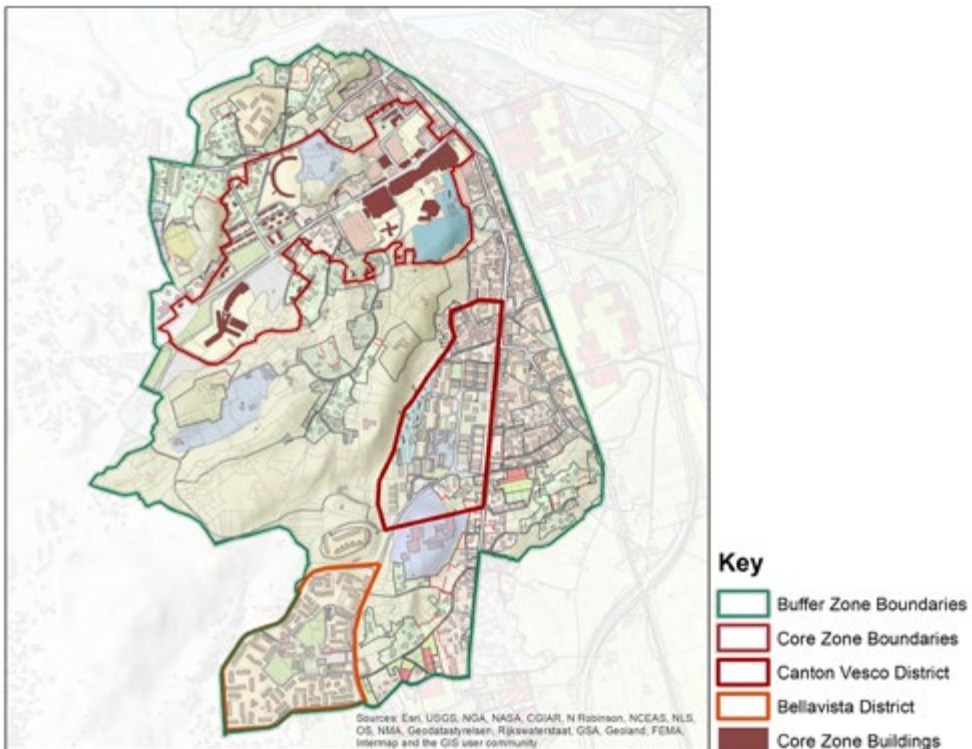 Key
Buffer Zone Boundaries
Core Zone Boundaries
Canton Vesco District
Bellavista District
Core Zone Buildings
Sources: Esri, USGS, NGA, NASA, CGIAR, N Robinson, NCEAS, NLS,
OS, NMA, Geodatastyrelsen, Rijkswaterstaat, GSA, Geoland, FEMA,
Intermap and the GIS user community